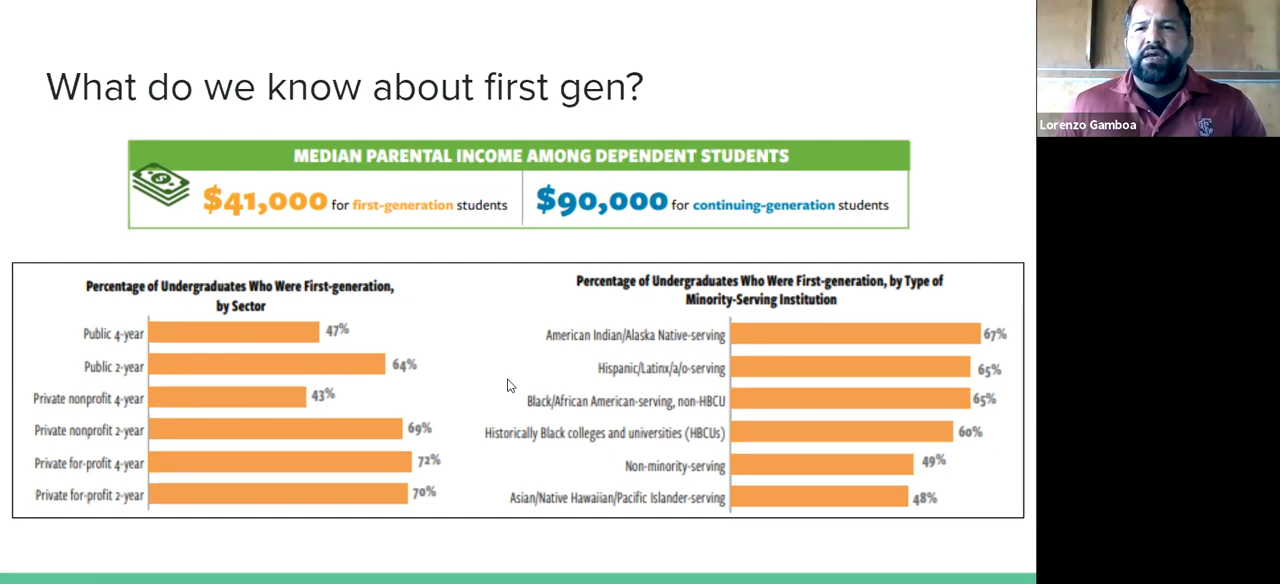 What do we know about first gen?
MEDIAN PARENTAL INCOME AMONG DEPENDENT STUDENTS
$41,000 for first-generation students
$90,000 for continuing-generation students
Percentage of Undergraduates Who Were First-generation,
by Sector
Public 4-year 47%
Public 2-year 64%
Private nonprofit 4-year 43%
Private nonprofit 2-year 69%
Private for-profit 4-year 72%
Private for-profit 2-year 70%
Percentage of Undergraduates Who Were First-generation, by Type of
Minority-Serving Institution
American Indian/Alaska Native-serving 67%
Hispanic/Latinx/a/o-serving 65%
Black/African American-serving, non-HBCU 65%
Historically Black colleges and universities (HBCUs) 60%
Non-minority-serving 49%
Asian/Native Hawaiian/Pacific Islander-serving 48%
Lorenzo Gamboa